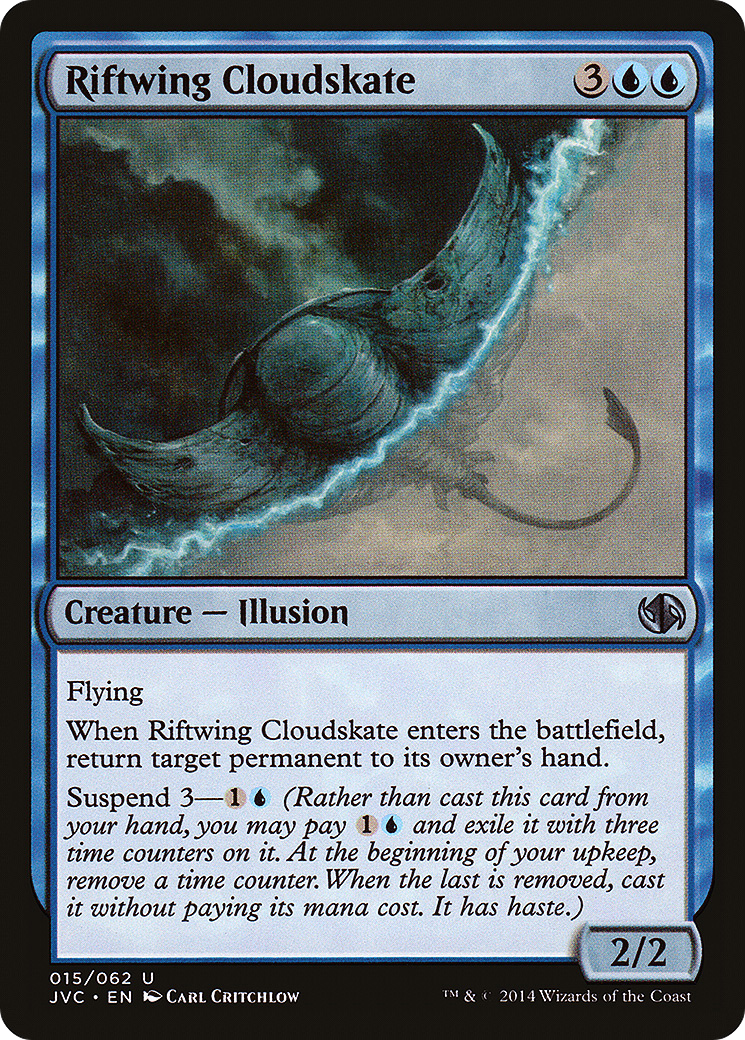 Riftwing Cloudskate 3
Creature — Illusion
Flying
When Riftwing Cloudskate enters the battlefield,
return target permanent to its owner's hand.
Suspend 3—1 (Rather than cast this card from
your hand, you may pay 1 and exile it with three
time counters on it. At the beginning of your upkeep,
remove a time counter. When the last is removed, cast
it without paying its mana cost. It has haste.)
2/2
015/062 U
JVC • EN Carl Critchlow ™ & © 2014 Wizards of the Coast